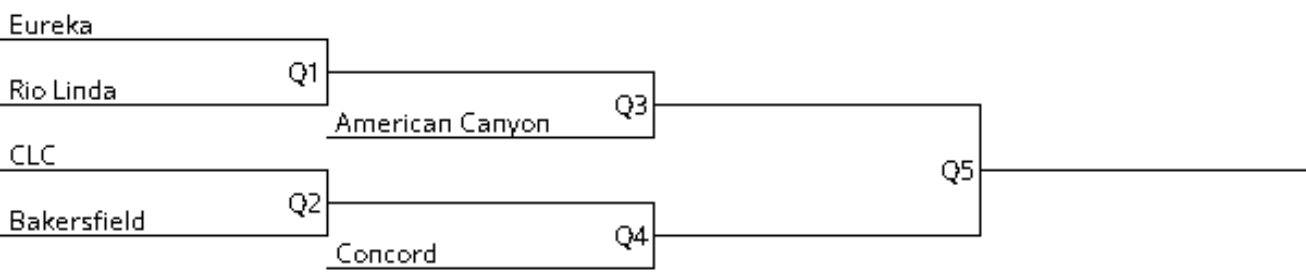 Eureka
Q1
Rio Linda
Q3
American Canyon
CLC
Q5
Q2
Bakersfield
Q4
Concord